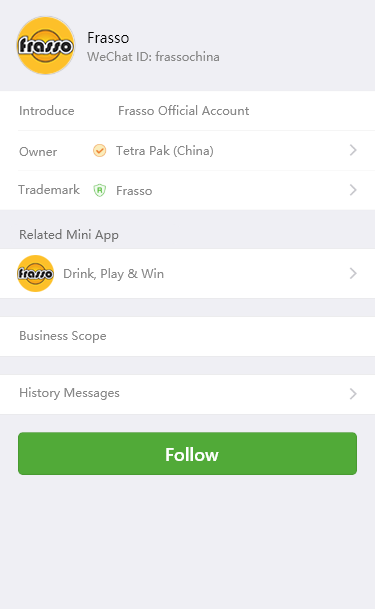 frasso
Frasso
WeChat ID: frassochina
Introduce Frasso Official Account
Owner Tetra Pak (China)
Trademark R Frasso
Related Mini App
frasso Drink, Play & Win
Business Scope
History Messages
Follow